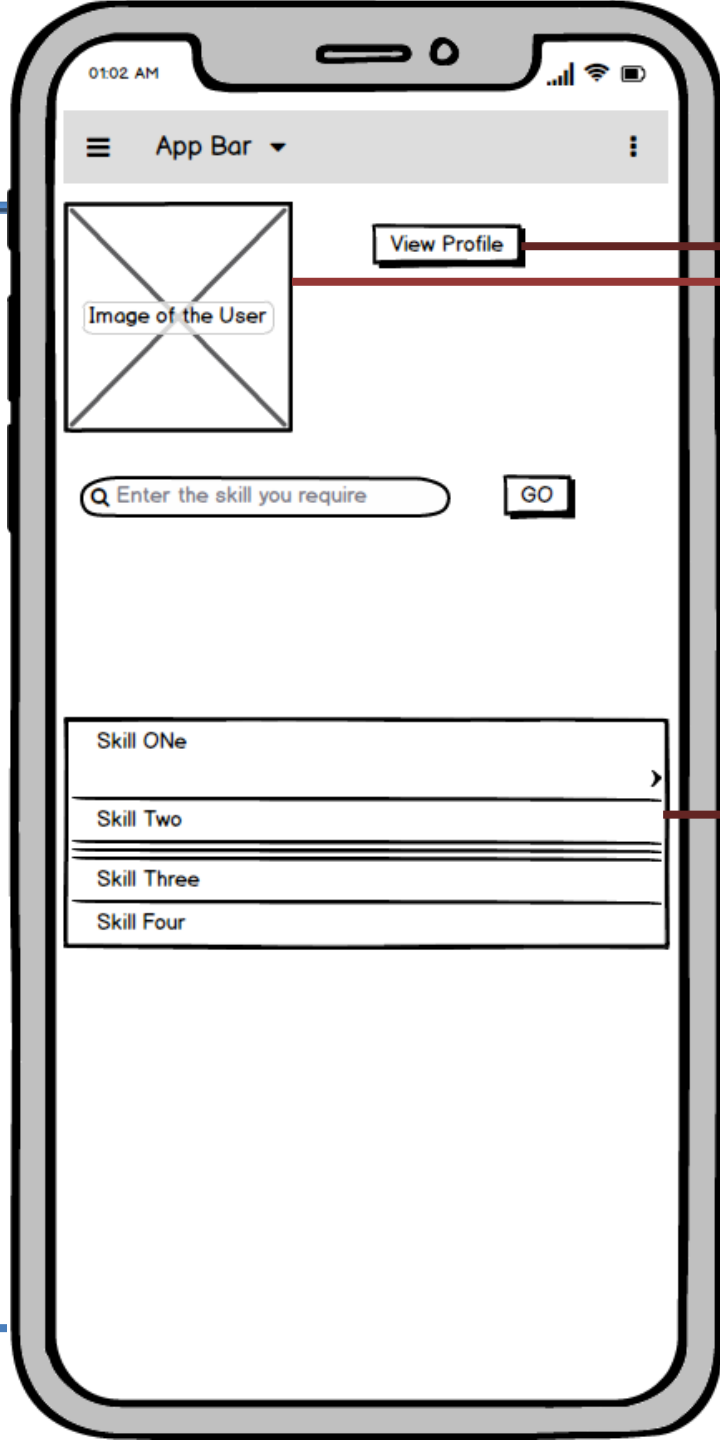 01:02 AM
App Bar
View Profile
Image of the User
Enter the skill you require
GO
Skill ONe
Skill Two
Skill Three
Skill Four